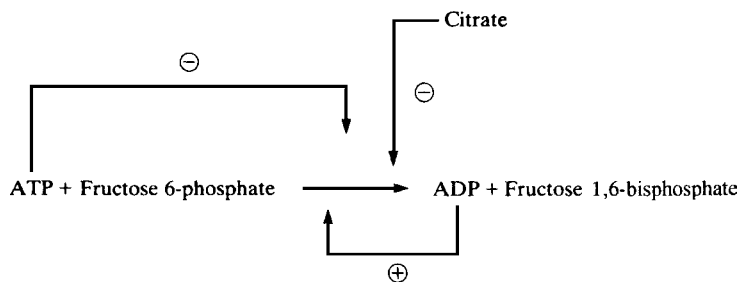 Citrate
⊖
⊖
ATP + Fructose 6-phosphate
ADP + Fructose 1,6-bisphosphate
⊕